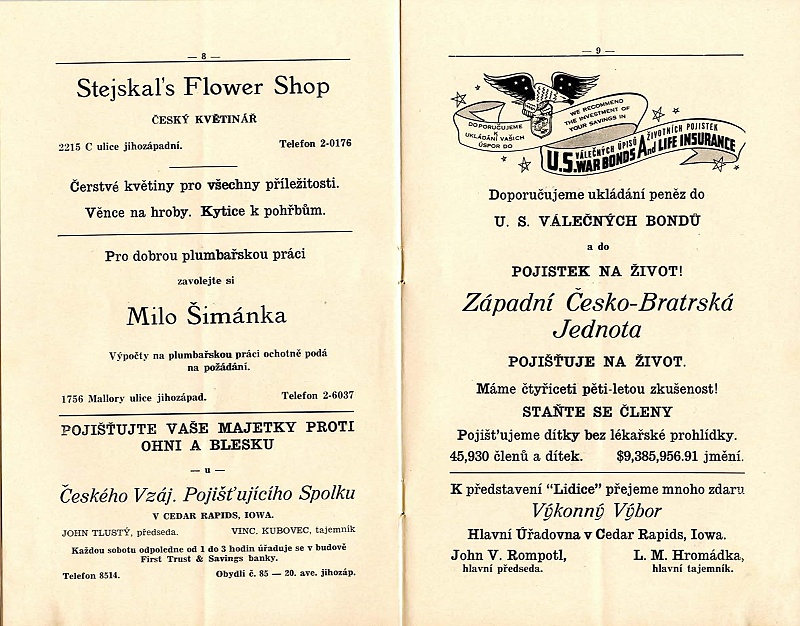 — 8 —
Stejskal's Flower Shop
ČESKÝ KVĚTINÁŘ
2215 C ulice jihozápadní. Telefon 2-0176
Čerstvé květiny pro všechny příležitosti.
Věnce na hroby. Kytice k pohřbům.
Pro dobrou plumbařskou práci
zavolejte si
Milo Šimánka
Výpočty na plumbařskou práci ochotně podá
na požádání.
1756 Mallory ulice jihozápad. Telefon 2-6037
POJIŠŤUJTE VAŠE MAJETKY PROTI
OHNI A BLESKU
— u —
Českého Vzáj. Pojišťujícího Spolku
V CEDAR RAPIDS, IOWA.
JOHN TLUSTÝ, předseda. VINC. KUBOVEC, tajemník
Každou sobotu odpoledne od 1 do 3 hodin úřaduje se v budově
First Trust & Savings banky.
Telefon 8514. Obydlí č. 85 — 20. ave. jihozáp.
— 9 —
DOPORUČUJEME
K
UKLÁDÁNÍ VAŠICH
ÚSPOR DO
WE RECOMMEND
THE INVESTMENT OF
YOUR SAVINGS IN
VÁLEČNÝCH ÚPISŮ A ŽIVOTNÍCH POJISTEK
U.S. WAR BONDS And LIFE INSURANCE
Doporučujeme ukládání peněz do
U. S. VÁLEČNÝCH BONDŮ
a do
POJISTEK NA ŽIVOT!
Západní Česko-Bratrská
Jednota
POJIŠŤUJE NA ŽIVOT.
Máme čtyřiceti pěti-letou zkušenost!
STAŇTE SE ČLENY
Pojišť'ujeme dítky bez lékařské prohlídky.
45,930 členů a dítek. $9,385,956.91 jmění.
K představení "Lidice" přejeme mnoho zdaru
Výkonný Výbor
Hlavní Úřadovna v Cedar Rapids, Iowa.
John V. Rompotl, L. M. Hromádka,
hlavní předseda. hlavní tajemník.